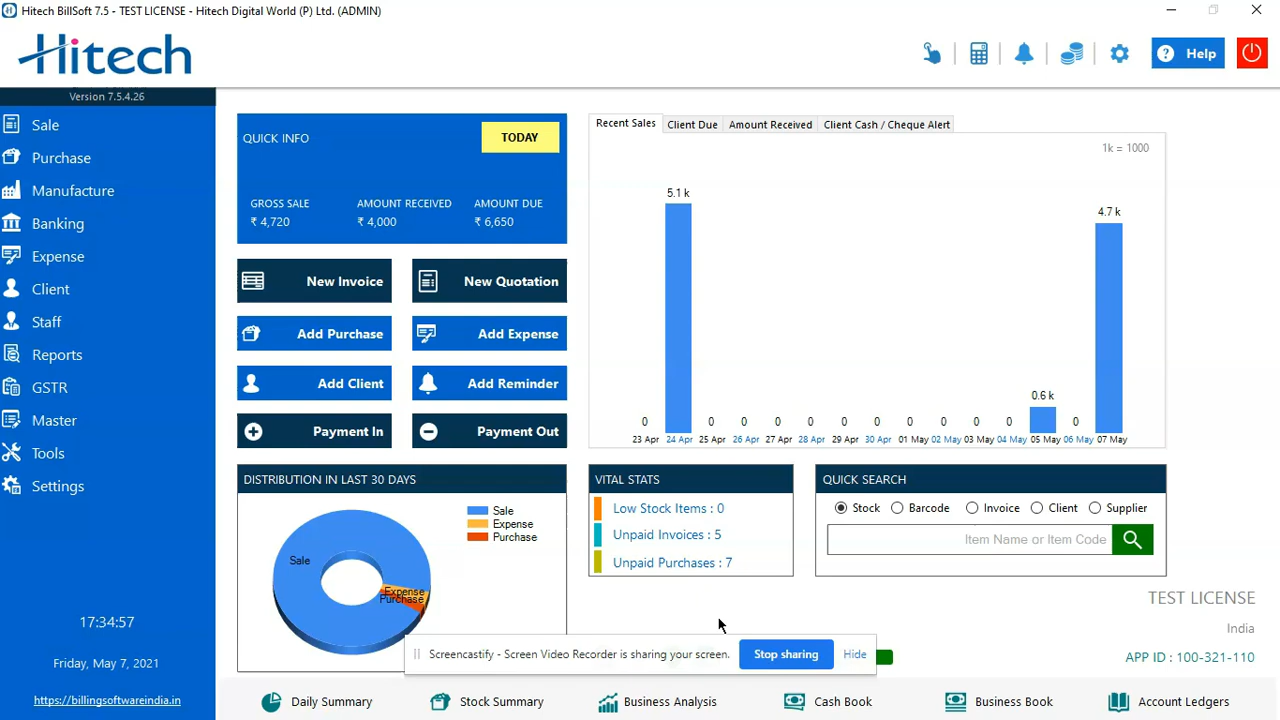 Hitech BillSoft 7.5 - TEST LICENSE - Hitech Digital World (P) Ltd. (ADMIN)
Hitech
Help
Version 7.5.4.26
Sale
Purchase
Manufacture
Banking
Expense
Client
Staff
Reports
GSTR
Master
Tools
Settings
17:34:57
Friday, May 7, 2021
https://billingsoftwareindia.in
QUICK INFO
TODAY
GROSS SALE AMOUNT RECEIVED AMOUNT DUE
₹ 4,720 ₹ 4,000 ₹ 6,650
New Invoice New Quotation
Add Purchase Add Expense
Add Client Add Reminder
Payment In Payment Out
Recent Sales Client Due Amount Received Client Cash / Cheque Alert
1k = 1000
5.1 k
4.7 k
0.6 k
0 0 0 0 0 0 0 0 0 0 0 0
23 Apr 24 Apr 25 Apr 26 Apr 27 Apr 28 Apr 29 Apr 30 Apr 01 May 02 May 03 May 04 May 05 May 06 May 07 May
DISTRIBUTION IN LAST 30 DAYS
Sale
Expense
Purchase
Sale
Expense
Purchase
VITAL STATS
Low Stock Items : 0
Unpaid Invoices : 5
Unpaid Purchases : 7
QUICK SEARCH
Stock Barcode Invoice Client Supplier
Item Name or Item Code
TEST LICENSE
India
APP ID : 100-321-110
Screencastify - Screen Video Recorder is sharing your screen. Stop sharing Hide
Daily Summary Stock Summary Business Analysis Cash Book Business Book Account Ledgers